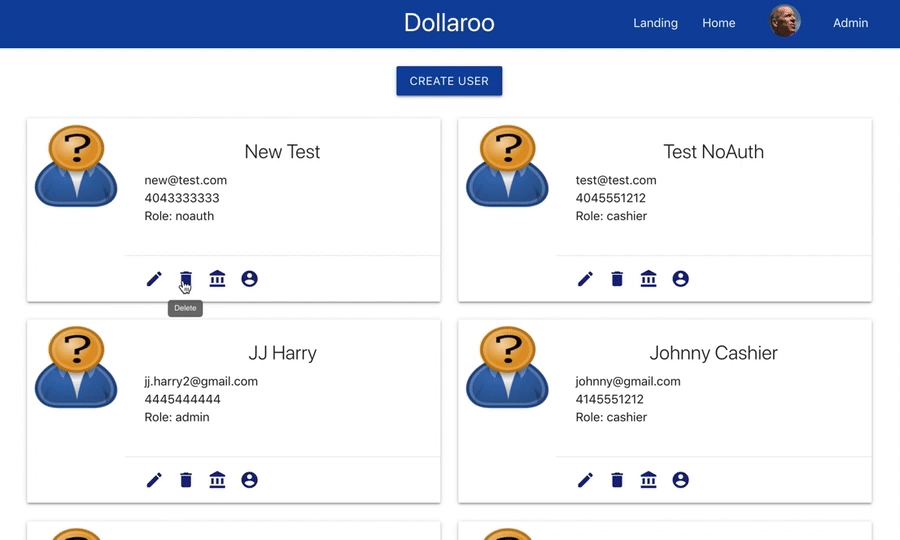 Dollaroo
Landing
Home
Admin
CREATE USER
New Test
new@test.com
4043333333
Role: noauth
Delete
Test NoAuth
test@test.com
4045551212
Role: cashier
JJ Harry
jj.harry2@gmail.com
4445444444
Role: admin
Johnny Cashier
johnny@gmail.com
4145551212
Role: cashier